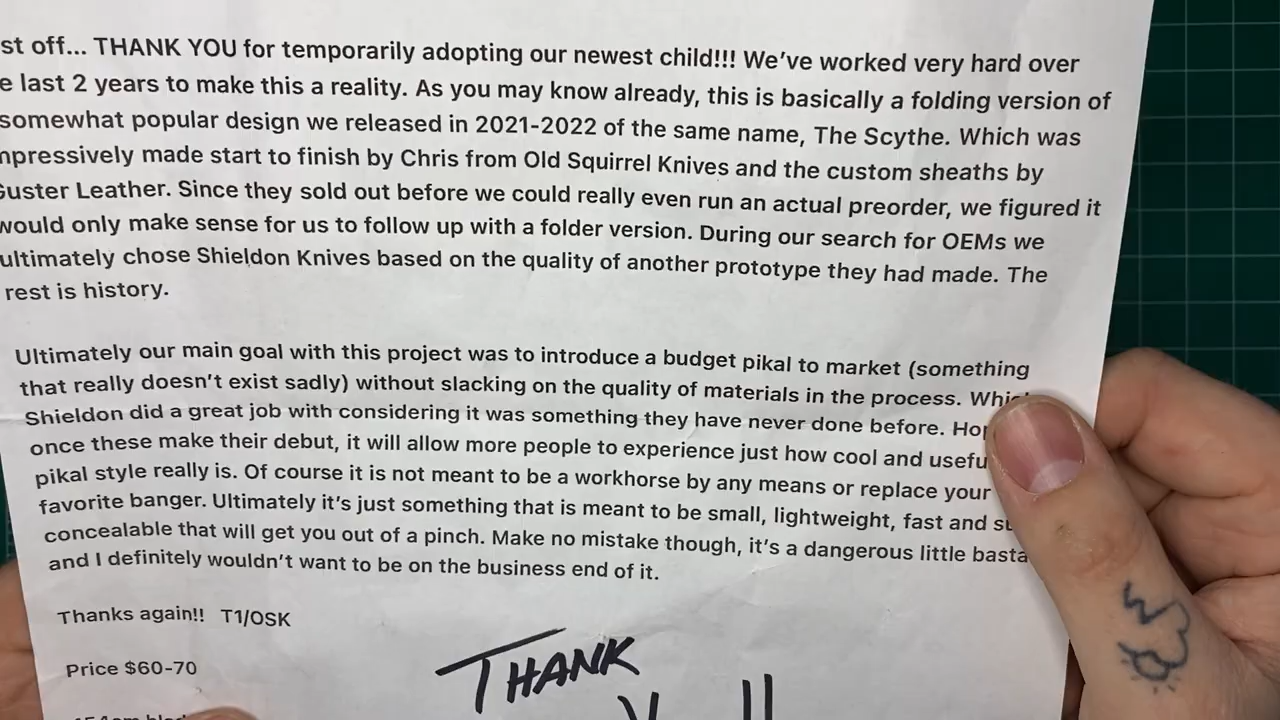 st off... THANK YOU for temporarily adopting our newest child!!! We've worked very hard over
e last 2 years to make this a reality. As you may know already, this is basically a folding version of
somewhat popular design we released in 2021-2022 of the same name, The Scythe. Which was
mpressively made start to finish by Chris from Old Squirrel Knives and the custom sheaths by
Guster Leather. Since they sold out before we could really even run an actual preorder, we figured it
would only make sense for us to follow up with a folder version. During our search for OEMs we
ultimately chose Shieldon Knives based on the quality of another prototype they had made. The
rest is history.
Ultimately our main goal with this project was to introduce a budget pikal to market (something
that really doesn't exist sadly) without slacking on the quality of materials in the process.
Shieldon did a great job with considering it was something they have never done before.
once these make their debut, it will allow more people to experience just how cool and usefu
pikal style really is. Of course it is not meant to be a workhorse by any means or replace your
favorite banger. Ultimately it's just something that is meant to be small, lightweight, fast and
concealable that will get you out of a pinch. Make no mistake though, it's a dangerous little basta
and I definitely wouldn't want to be on the business end of it.
Thanks again!! T1/OSK
Price $60-70
THANK